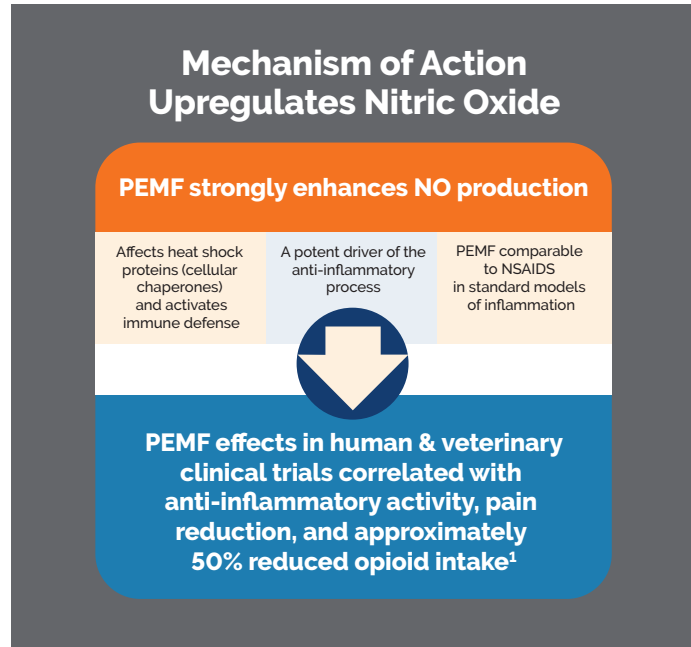 Mechanism of Action
Upregulates Nitric Oxide
PEMF strongly enhances NO production
Affects heat shock
proteins (cellular
chaperones)
and activates
immune defense
A potent driver of the
anti-inflammatory
process
PEMF comparable
to NSAIDS
in standard models
of inflammation
PEMF effects in human & veterinary
clinical trials correlated with
anti-inflammatory activity, pain
reduction, and approximately
50% reduced opioid intake¹